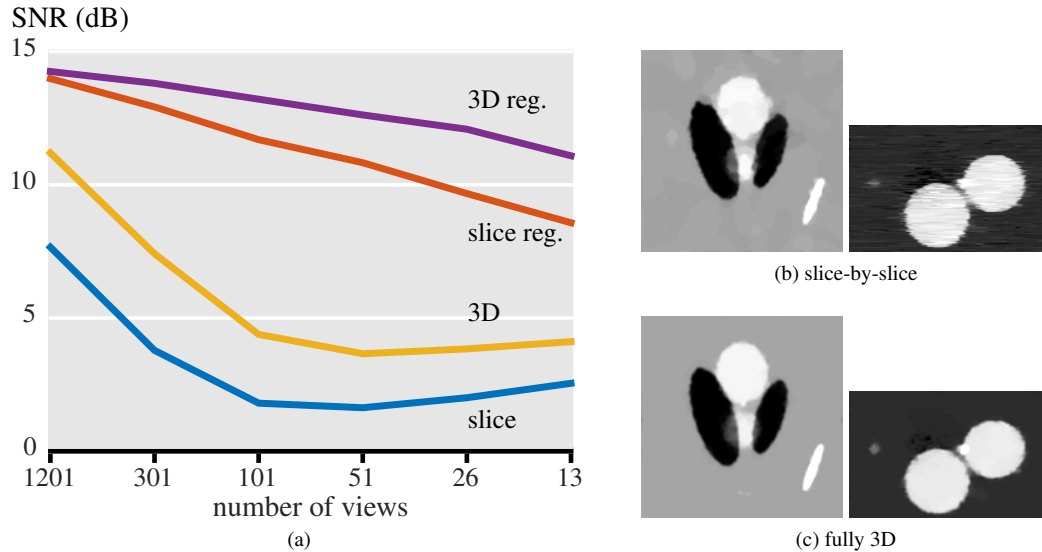 SNR (dB)
15
10
5
0
3D reg.
slice reg.
3D
slice
1201 301 101 51 26 13
number of views
(a)
(b) slice-by-slice
(c) fully 3D